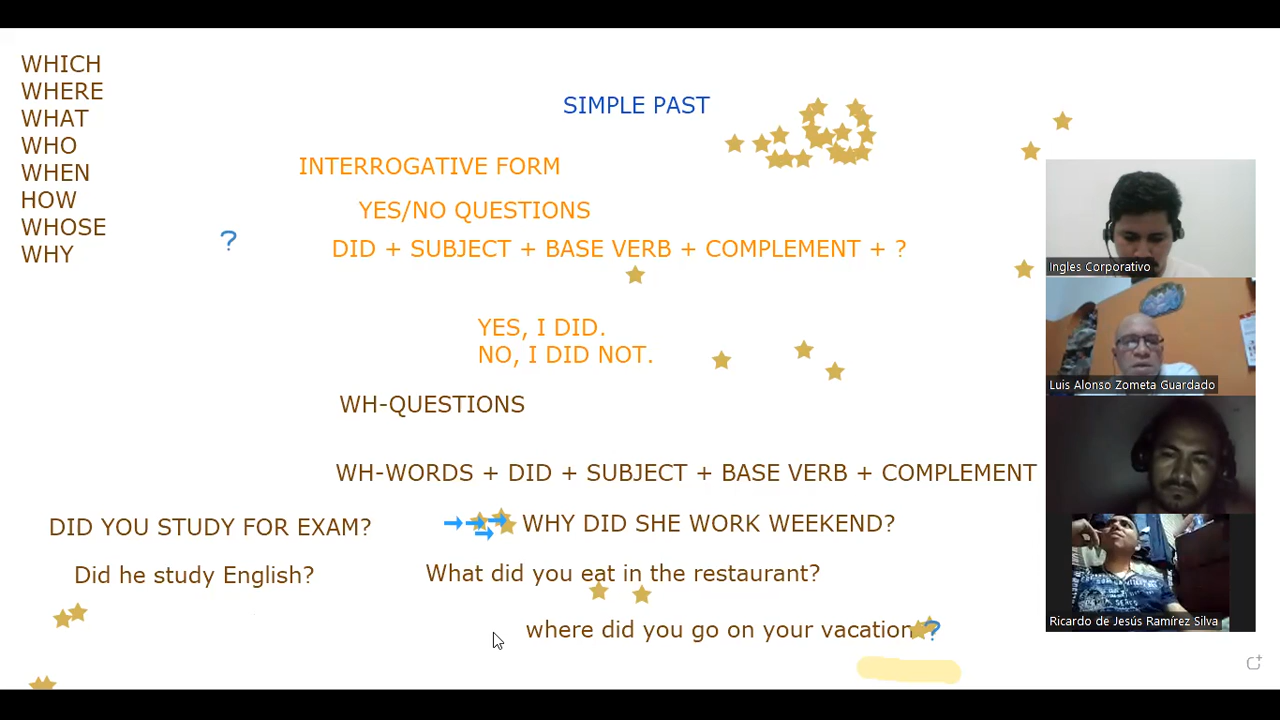 WHICH
WHERE
WHAT
WHO
WHEN
HOW
WHOSE
WHY
?
SIMPLE PAST
INTERROGATIVE FORM
YES/NO QUESTIONS
DID + SUBJECT + BASE VERB + COMPLEMENT + ?
YES, I DID.
NO, I DID NOT.
WH-QUESTIONS
WH-WORDS + DID + SUBJECT + BASE VERB + COMPLEMENT
DID YOU STUDY FOR EXAM?
WHY DID SHE WORK WEEKEND?
Did he study English?
What did you eat in the restaurant?
where did you go on your vacation ?
Ingles Corporativo
Luis Alonso Zometa Guardado
Ricardo de Jesús Ramírez Silva